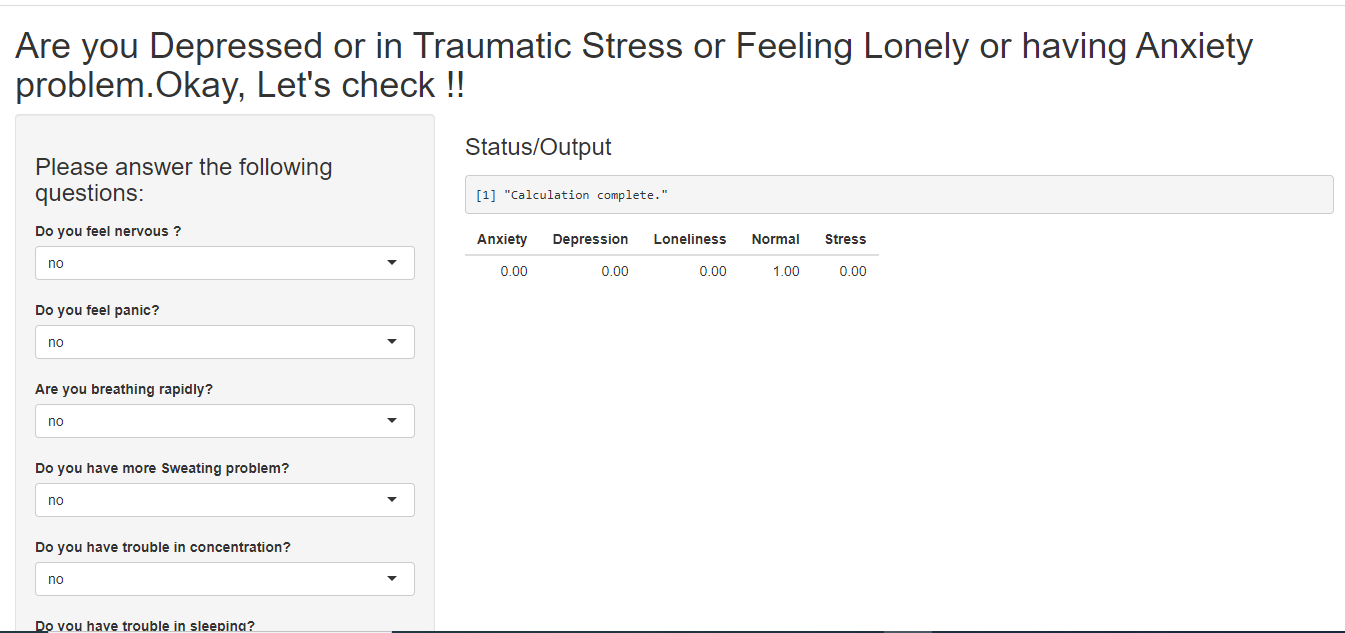 Are you Depressed or in Traumatic Stress or Feeling Lonely or having Anxiety
problem.Okay, Let's check !!
Please answer the following
questions:
Do you feel nervous ?
no
Do you feel panic?
no
Are you breathing rapidly?
no
Do you have more Sweating problem?
no
Do you have trouble in concentration?
no
Do you have trouble in sleeping?
Status/Output
[1] "Calculation complete."
Anxiety Depression Loneliness Normal Stress
0.00 0.00 0.00 1.00 0.00